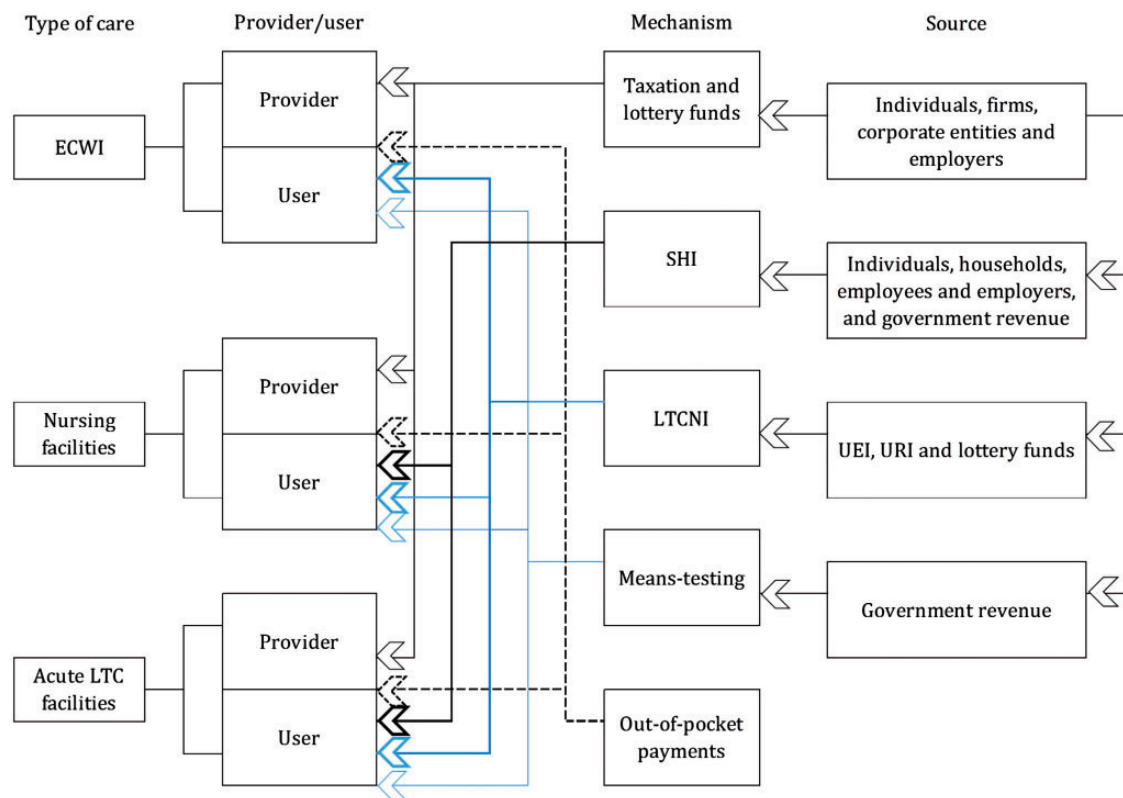 Type of care
Provider/user
Mechanism
Source
ECWI
Provider
User
Taxation and
lottery funds
Individuals, firms,
corporate entities and
employers
SHI
Individuals, households,
employees and employers,
and government revenue
Nursing
facilities
Provider
User
LTCNI
UEI, URI and lottery funds
Means-testing
Government revenue
Acute LTC
facilities
Provider
User
Out-of-pocket
payments